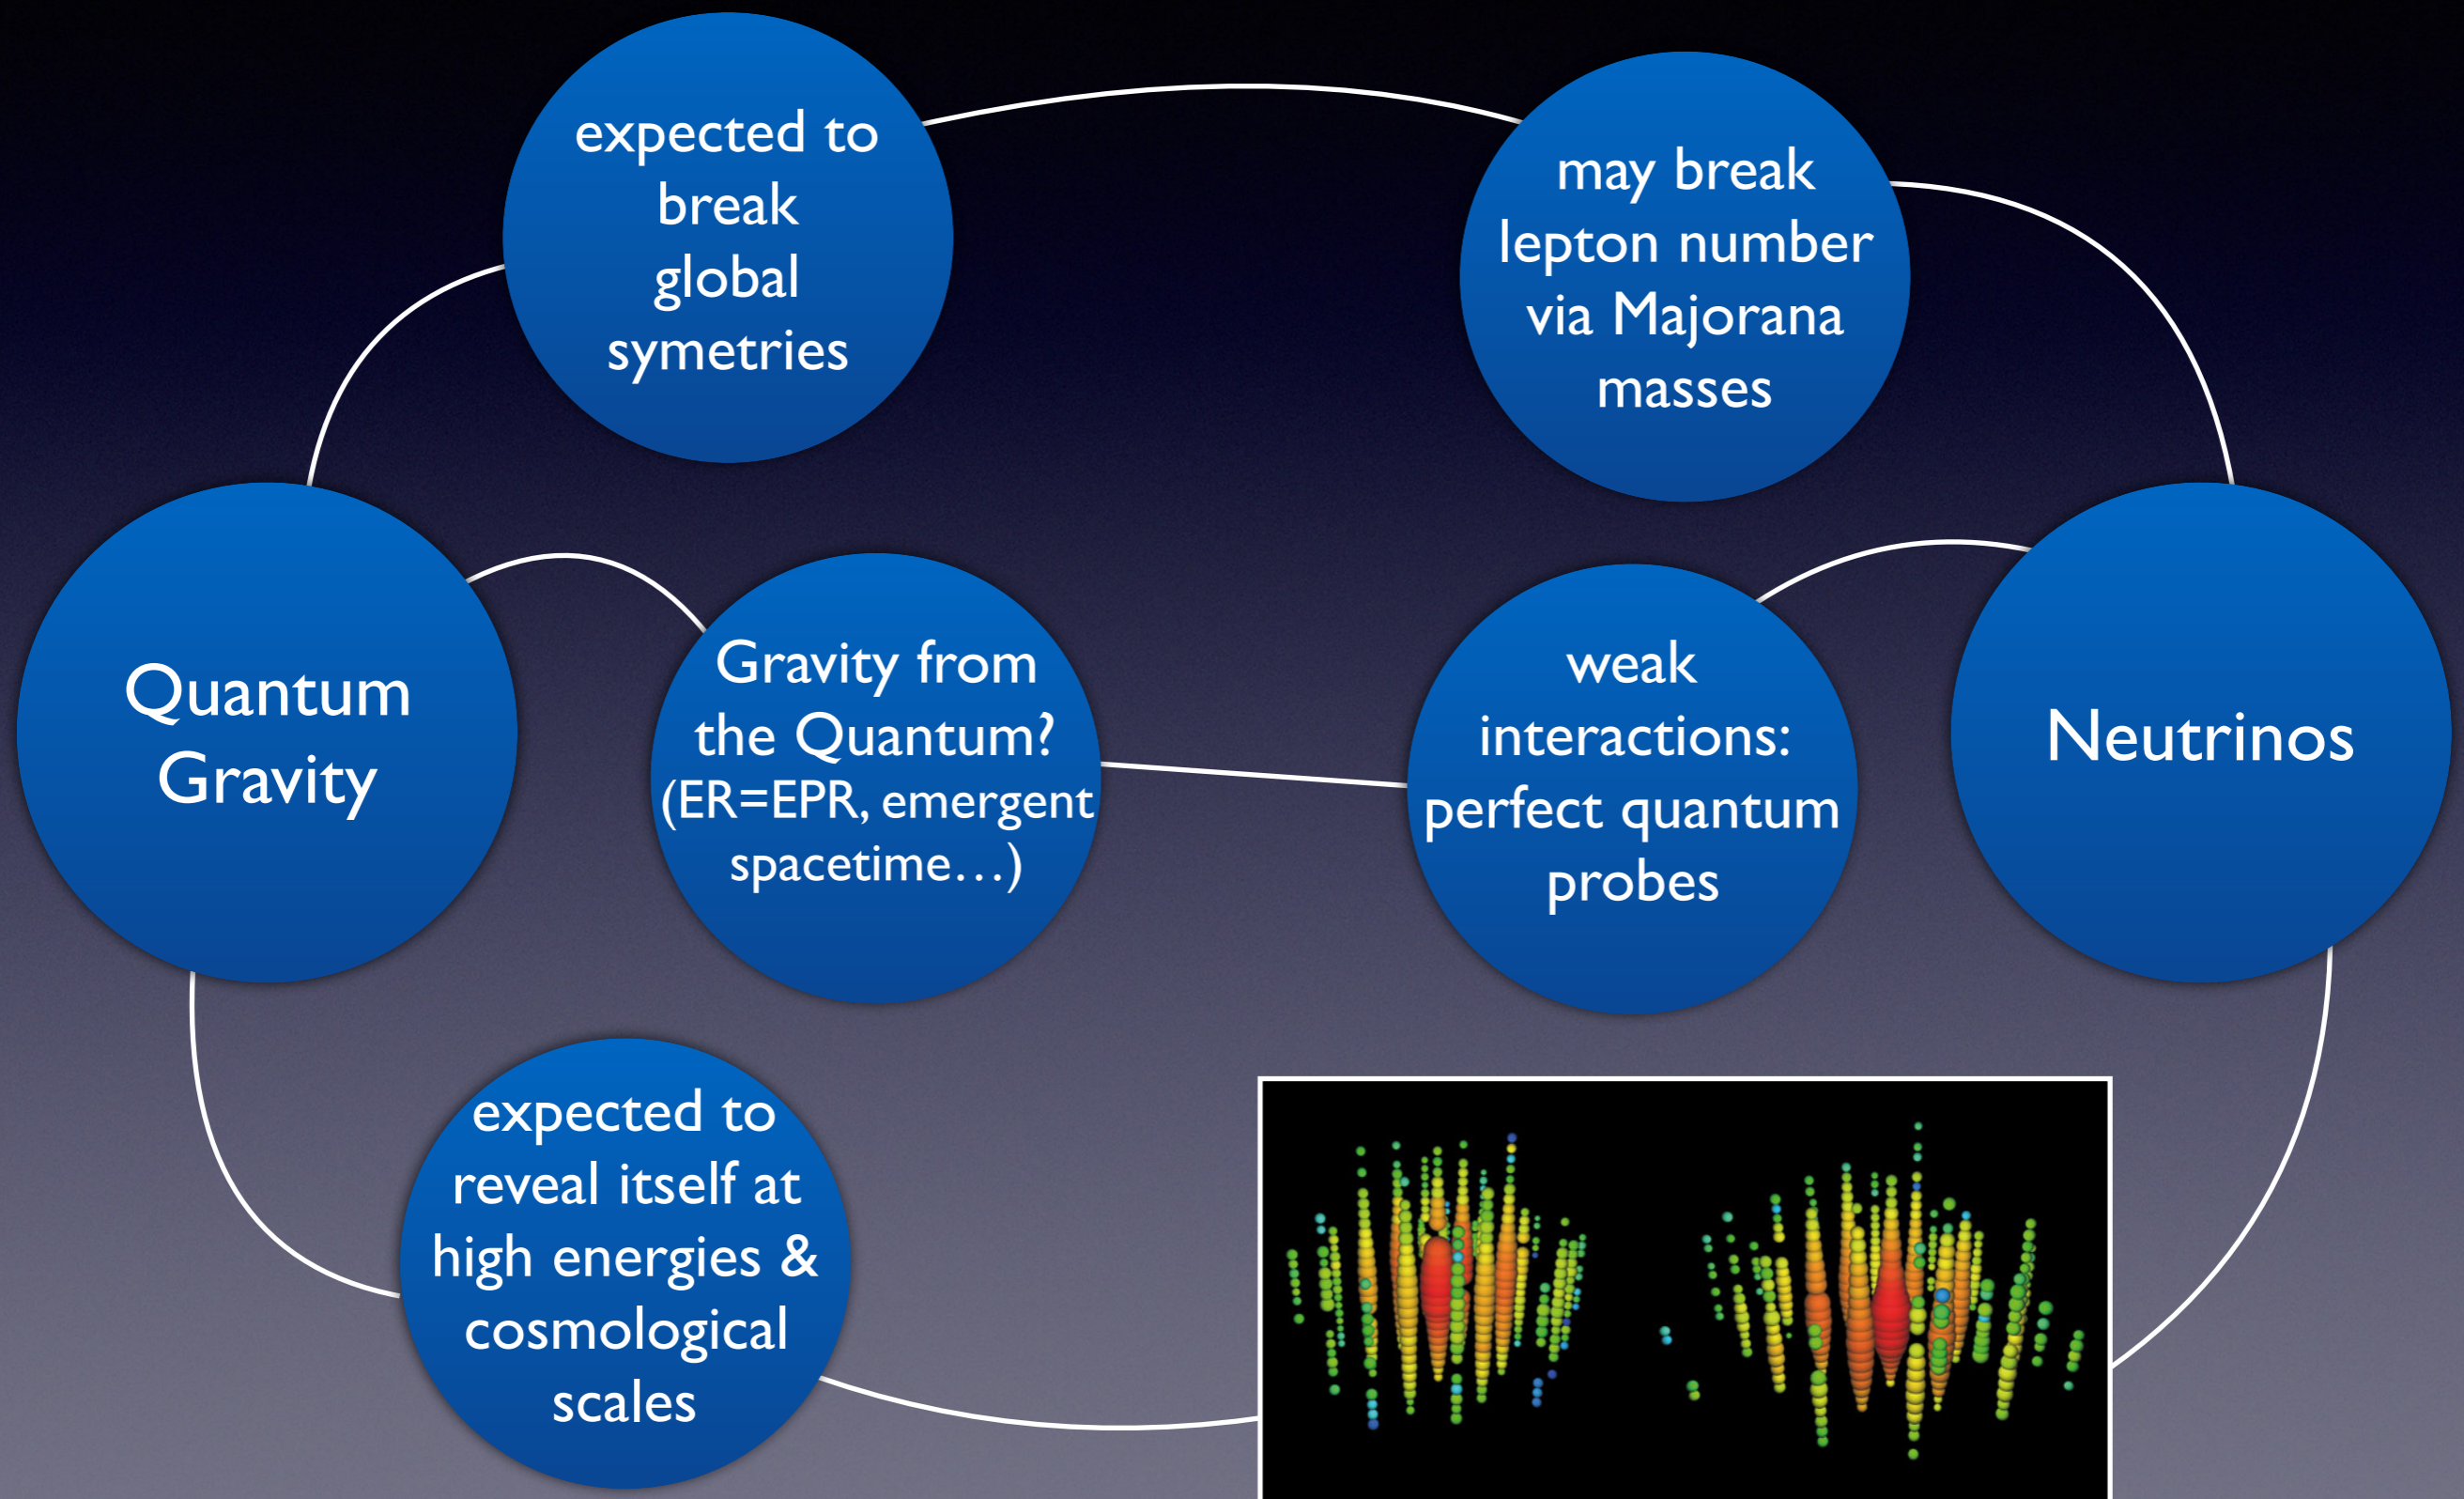 expected to
break
global
symetries
may break
lepton number
via Majorana
masses
Quantum
Gravity
Gravity from
the Quantum?
(ER=EPR, emergent
spacetime…)
weak
interactions:
perfect quantum
probes
Neutrinos
expected to
reveal itself at
high energies &
cosmological
scales